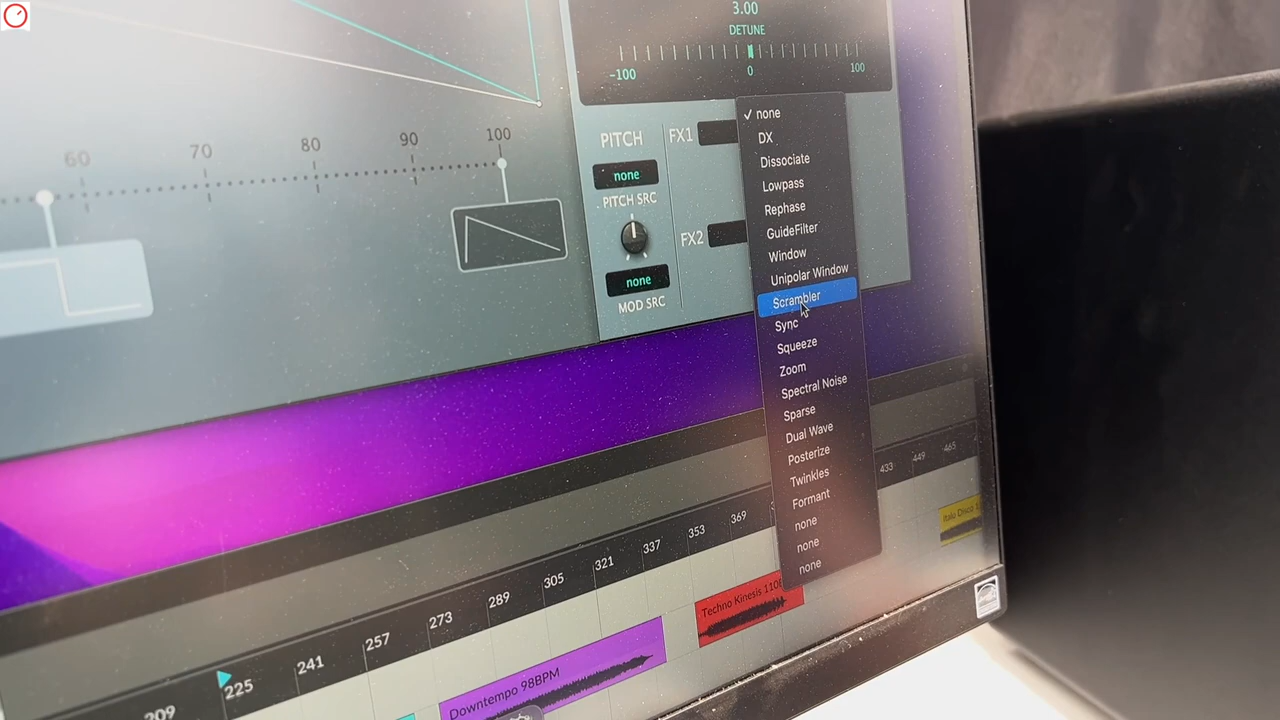 3.00
DETUNE
-100 0 100
60 70 80 90 100
PITCH
none
PITCH SRC
none
MOD SRC
FX1
FX2
✓ none
DX
Dissociate
Lowpass
Rephase
GuideFilter
Window
Unipolar Window
Scrambler
Sync
Squeeze
Zoom
Spectral Noise
Sparse
Dual Wave
Posterize
Twinkles
Formant
none
none
none
209 225 241 257 273 289 305 321 337 353 369 433 449 465
Downtempo 98BPM
Techno Kinesis 110B
Italo Disco